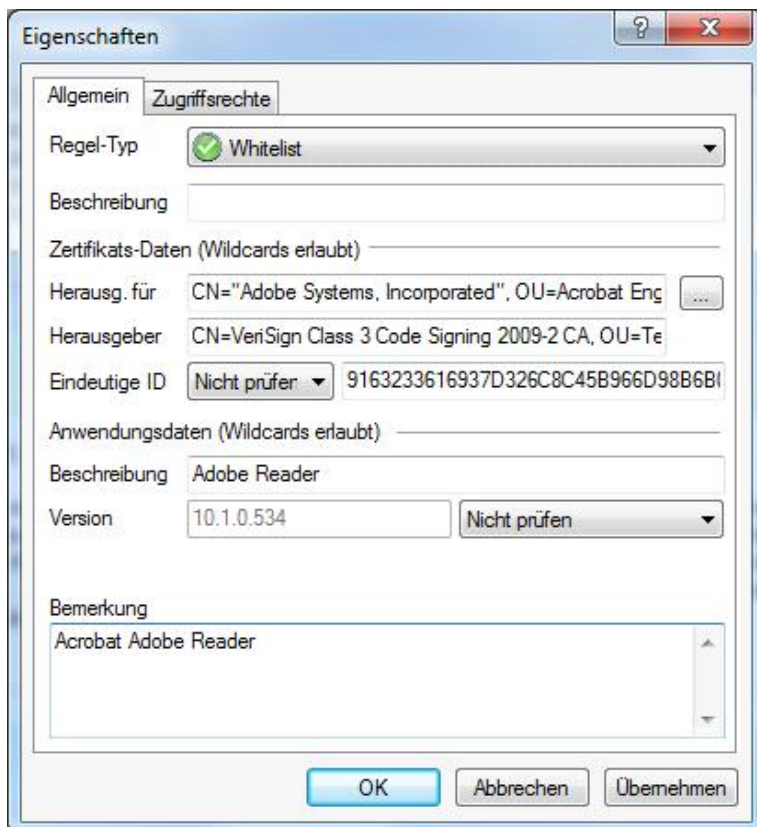 Eigenschaften
Allgemein Zugriffsrechte
Regel-Typ Whitelist
Beschreibung
Zertifikats-Daten (Wildcards erlaubt)
Herausg. für CN="Adobe Systems, Incorporated", OU=Acrobat Eng ...
Herausgeber CN=VeriSign Class 3 Code Signing 2009-2 CA, OU=Te
Eindeutige ID Nicht prüfen 9163233616937D326C8C45B966D98B6B
Anwendungsdaten (Wildcards erlaubt)
Beschreibung Adobe Reader
Version 10.1.0.534 Nicht prüfen
Bemerkung
Acrobat Adobe Reader
OK Abbrechen Übernehmen